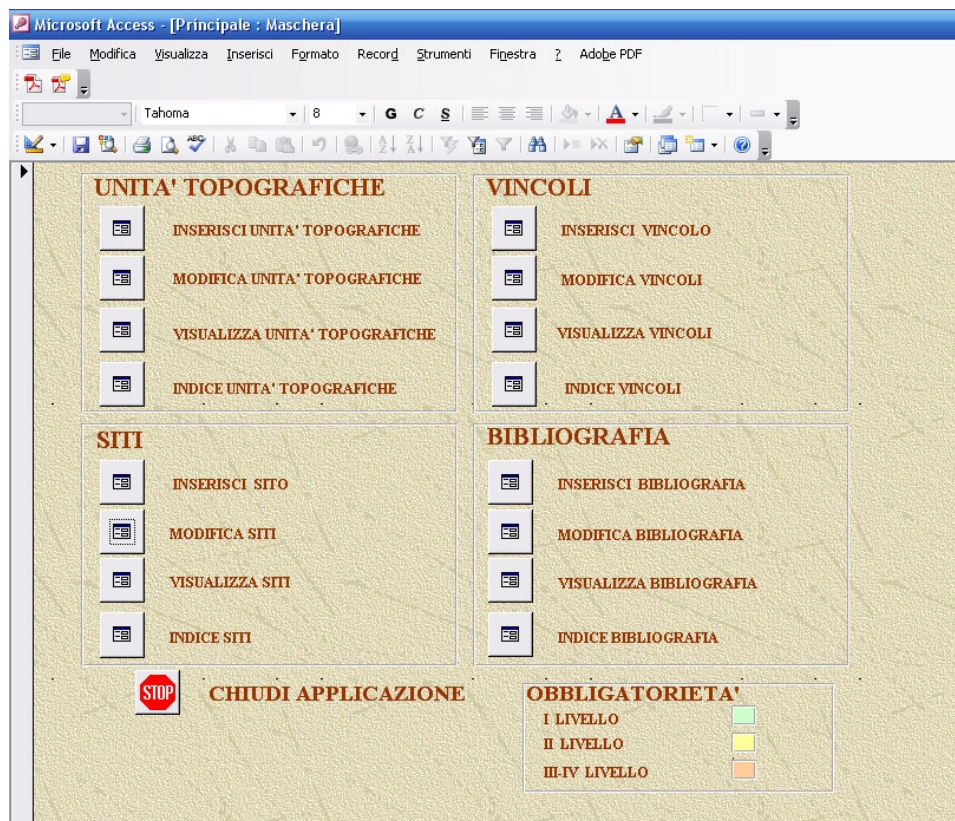 Microsoft Access - [Principale : Maschera]
File Modifica Visualizza Inserisci Formato Record Strumenti Finestra ? Adobe PDF
Tahoma 8 G C S
UNITA' TOPOGRAFICHE
INSERISCI UNITA' TOPOGRAFICHE
MODIFICA UNITA' TOPOGRAFICHE
VISUALIZZA UNITA' TOPOGRAFICHE
INDICE UNITA' TOPOGRAFICHE
VINCOLI
INSERISCI VINCOLO
MODIFICA VINCOLI
VISUALIZZA VINCOLI
INDICE VINCOLI
SITI
INSERISCI SITO
MODIFICA SITI
VISUALIZZA SITI
INDICE SITI
BIBLIOGRAFIA
INSERISCI BIBLIOGRAFIA
MODIFICA BIBLIOGRAFIA
VISUALIZZA BIBLIOGRAFIA
INDICE BIBLIOGRAFIA
STOP CHIUDI APPLICAZIONE
OBBLIGATORIETA'
I LIVELLO
II LIVELLO
III-IV LIVELLO